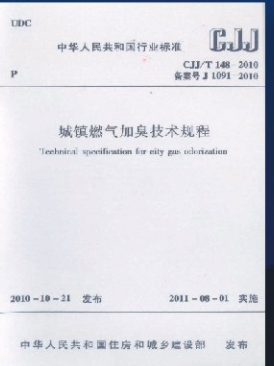 UDC
中华人民共和国行业标准 CJJ
CJJ/T 148-2010
P 备案号 J 1091-2010
城镇燃气加臭技术规程
Technical specification for city gas odorization
2010-10-21 发布 2011-08-01 实施
中华人民共和国住房和城乡建设部 发布